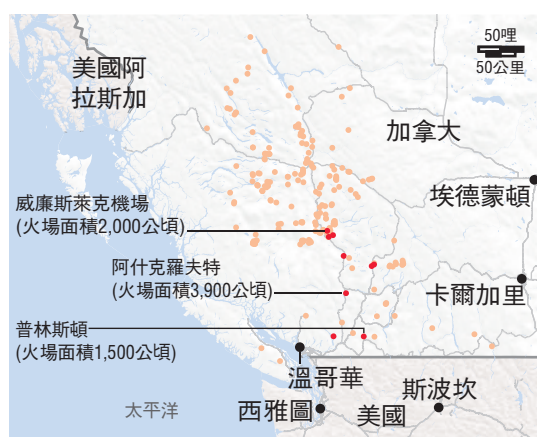 50哩
50公里
美國阿
拉斯加
加拿大
埃德蒙頓
威廉斯萊克機場
(火場面積2,000公頃)
阿什克羅夫特
(火場面積3,900公頃)
卡爾加里
普林斯頓
(火場面積1,500公頃)
溫哥華
太平洋
西雅圖
美國
斯波坎